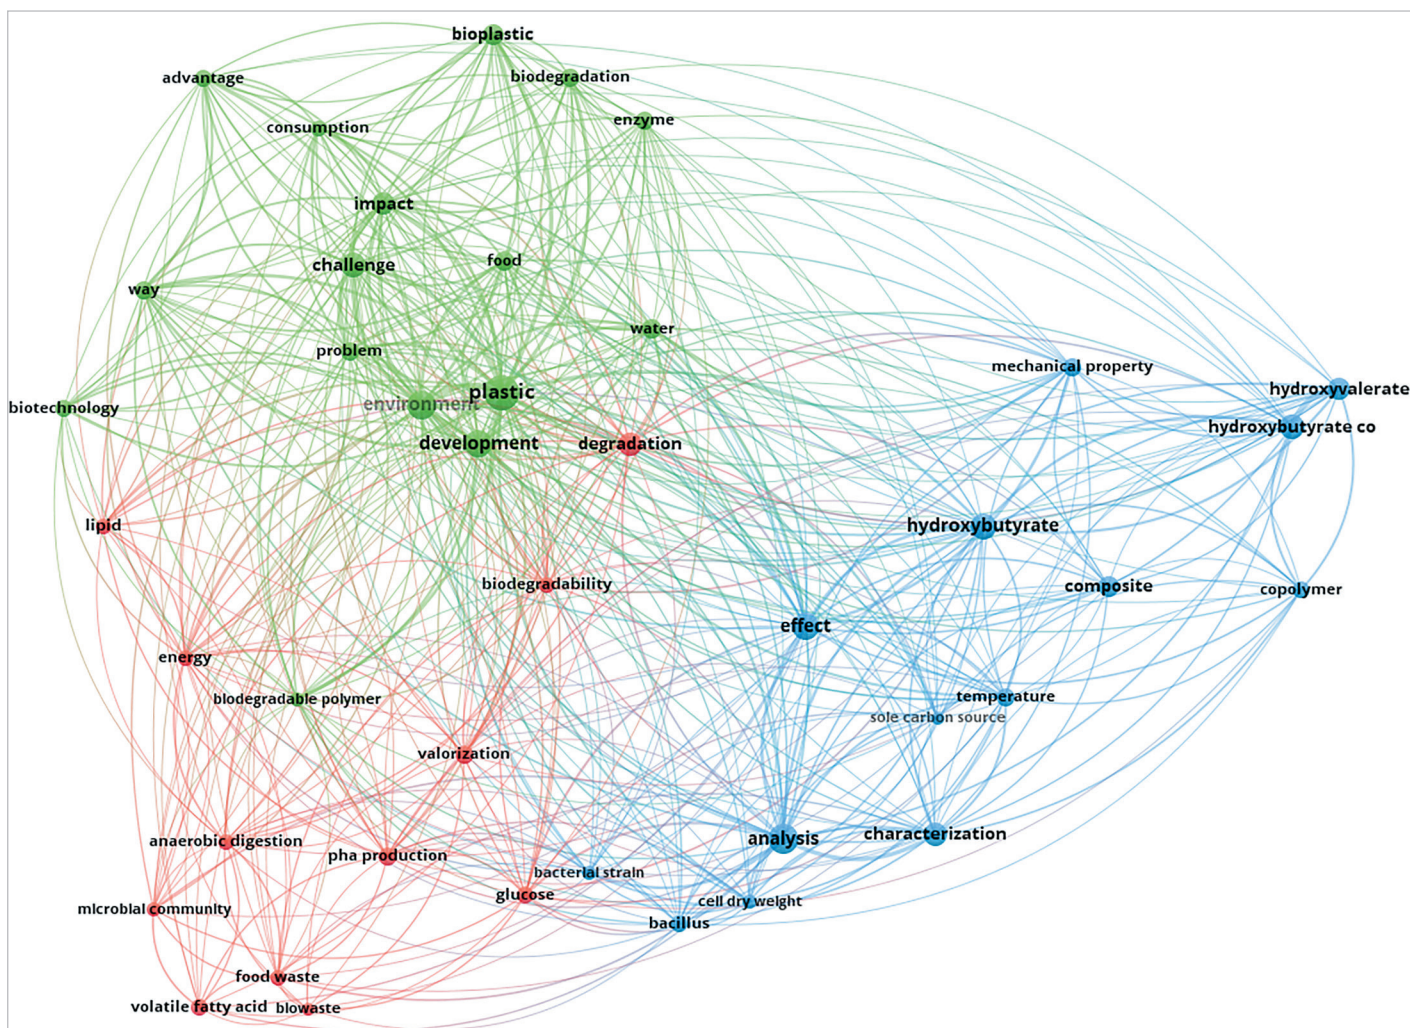 bioplastic
advantage
biodegradation
enzyme
consumption
impact
challenge
food
way
water
problem
mechanical property
plastic
hydroxyvalerate
environment
biotechnology
hydroxybutyrate co
development
degradation
lipid
hydroxybutyrate
biodegradability
composite
copolymer
effect
energy
biodegradable polymer
temperature
sole carbon source
valorization
analysis
characterization
anaerobic digestion
pha production
bacterial strain
glucose
cell dry weight
microbial community
bacillus
food waste
volatile fatty acid
biowaste